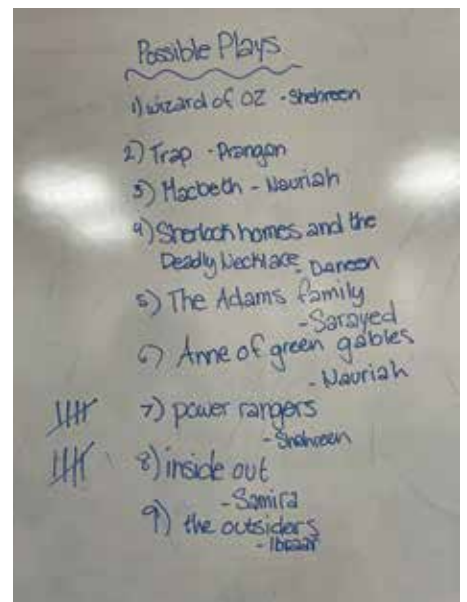 Possible Plays
1) wizard of OZ - Shehreen
2) Trap - Prangon
3) Macbeth - Nauriah
4) Sherlock homes and the
Deadly Necklace - Daneen
5) The Adams family
- Sarayed
6) Anne of green gables
- Nauriah
7) power rangers
- Shehreen
8) inside out
- Samira
9) the outsiders